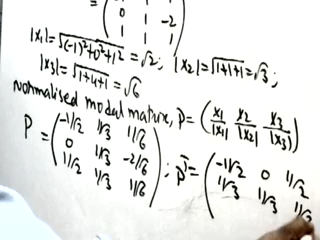 = ( 0 1 -2
1 1 1 )
|x1| = √(-1)²+0²+1² = √2; |x2| = √1+1+1 = √3;
|x3| = √1+4+1 = √6
normalised modal matrix, P = ( x1/|x1| x2/|x2| x3/|x3| )
P = ( -1/√2 1/√3 1/√6
0 1/√3 -2/√6
1/√2 1/√3 1/√6 ) ; Pᵀ = ( -1/√2 0 1/√2
1/√3 1/√3 1/√3